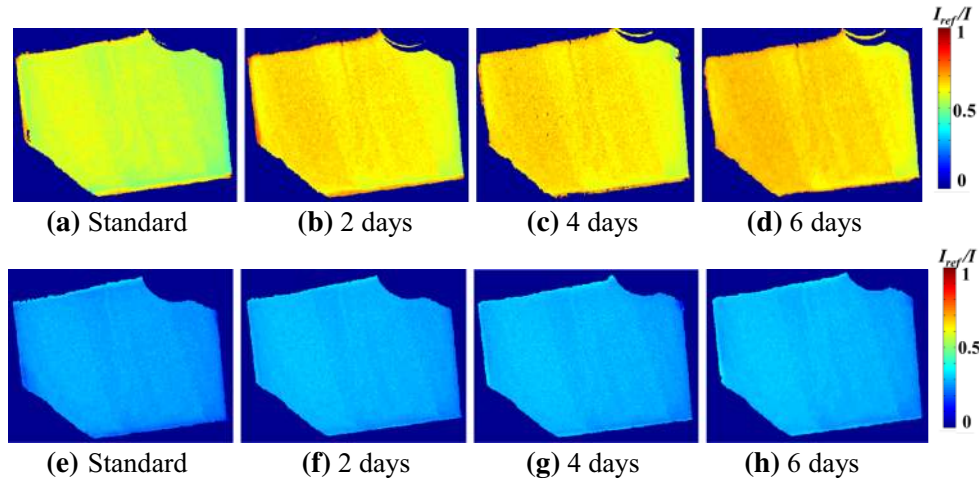 I_ref/I
1
0.5
0
(a) Standard
(b) 2 days
(c) 4 days
(d) 6 days
I_ref/I
1
0.5
0
(e) Standard
(f) 2 days
(g) 4 days
(h) 6 days